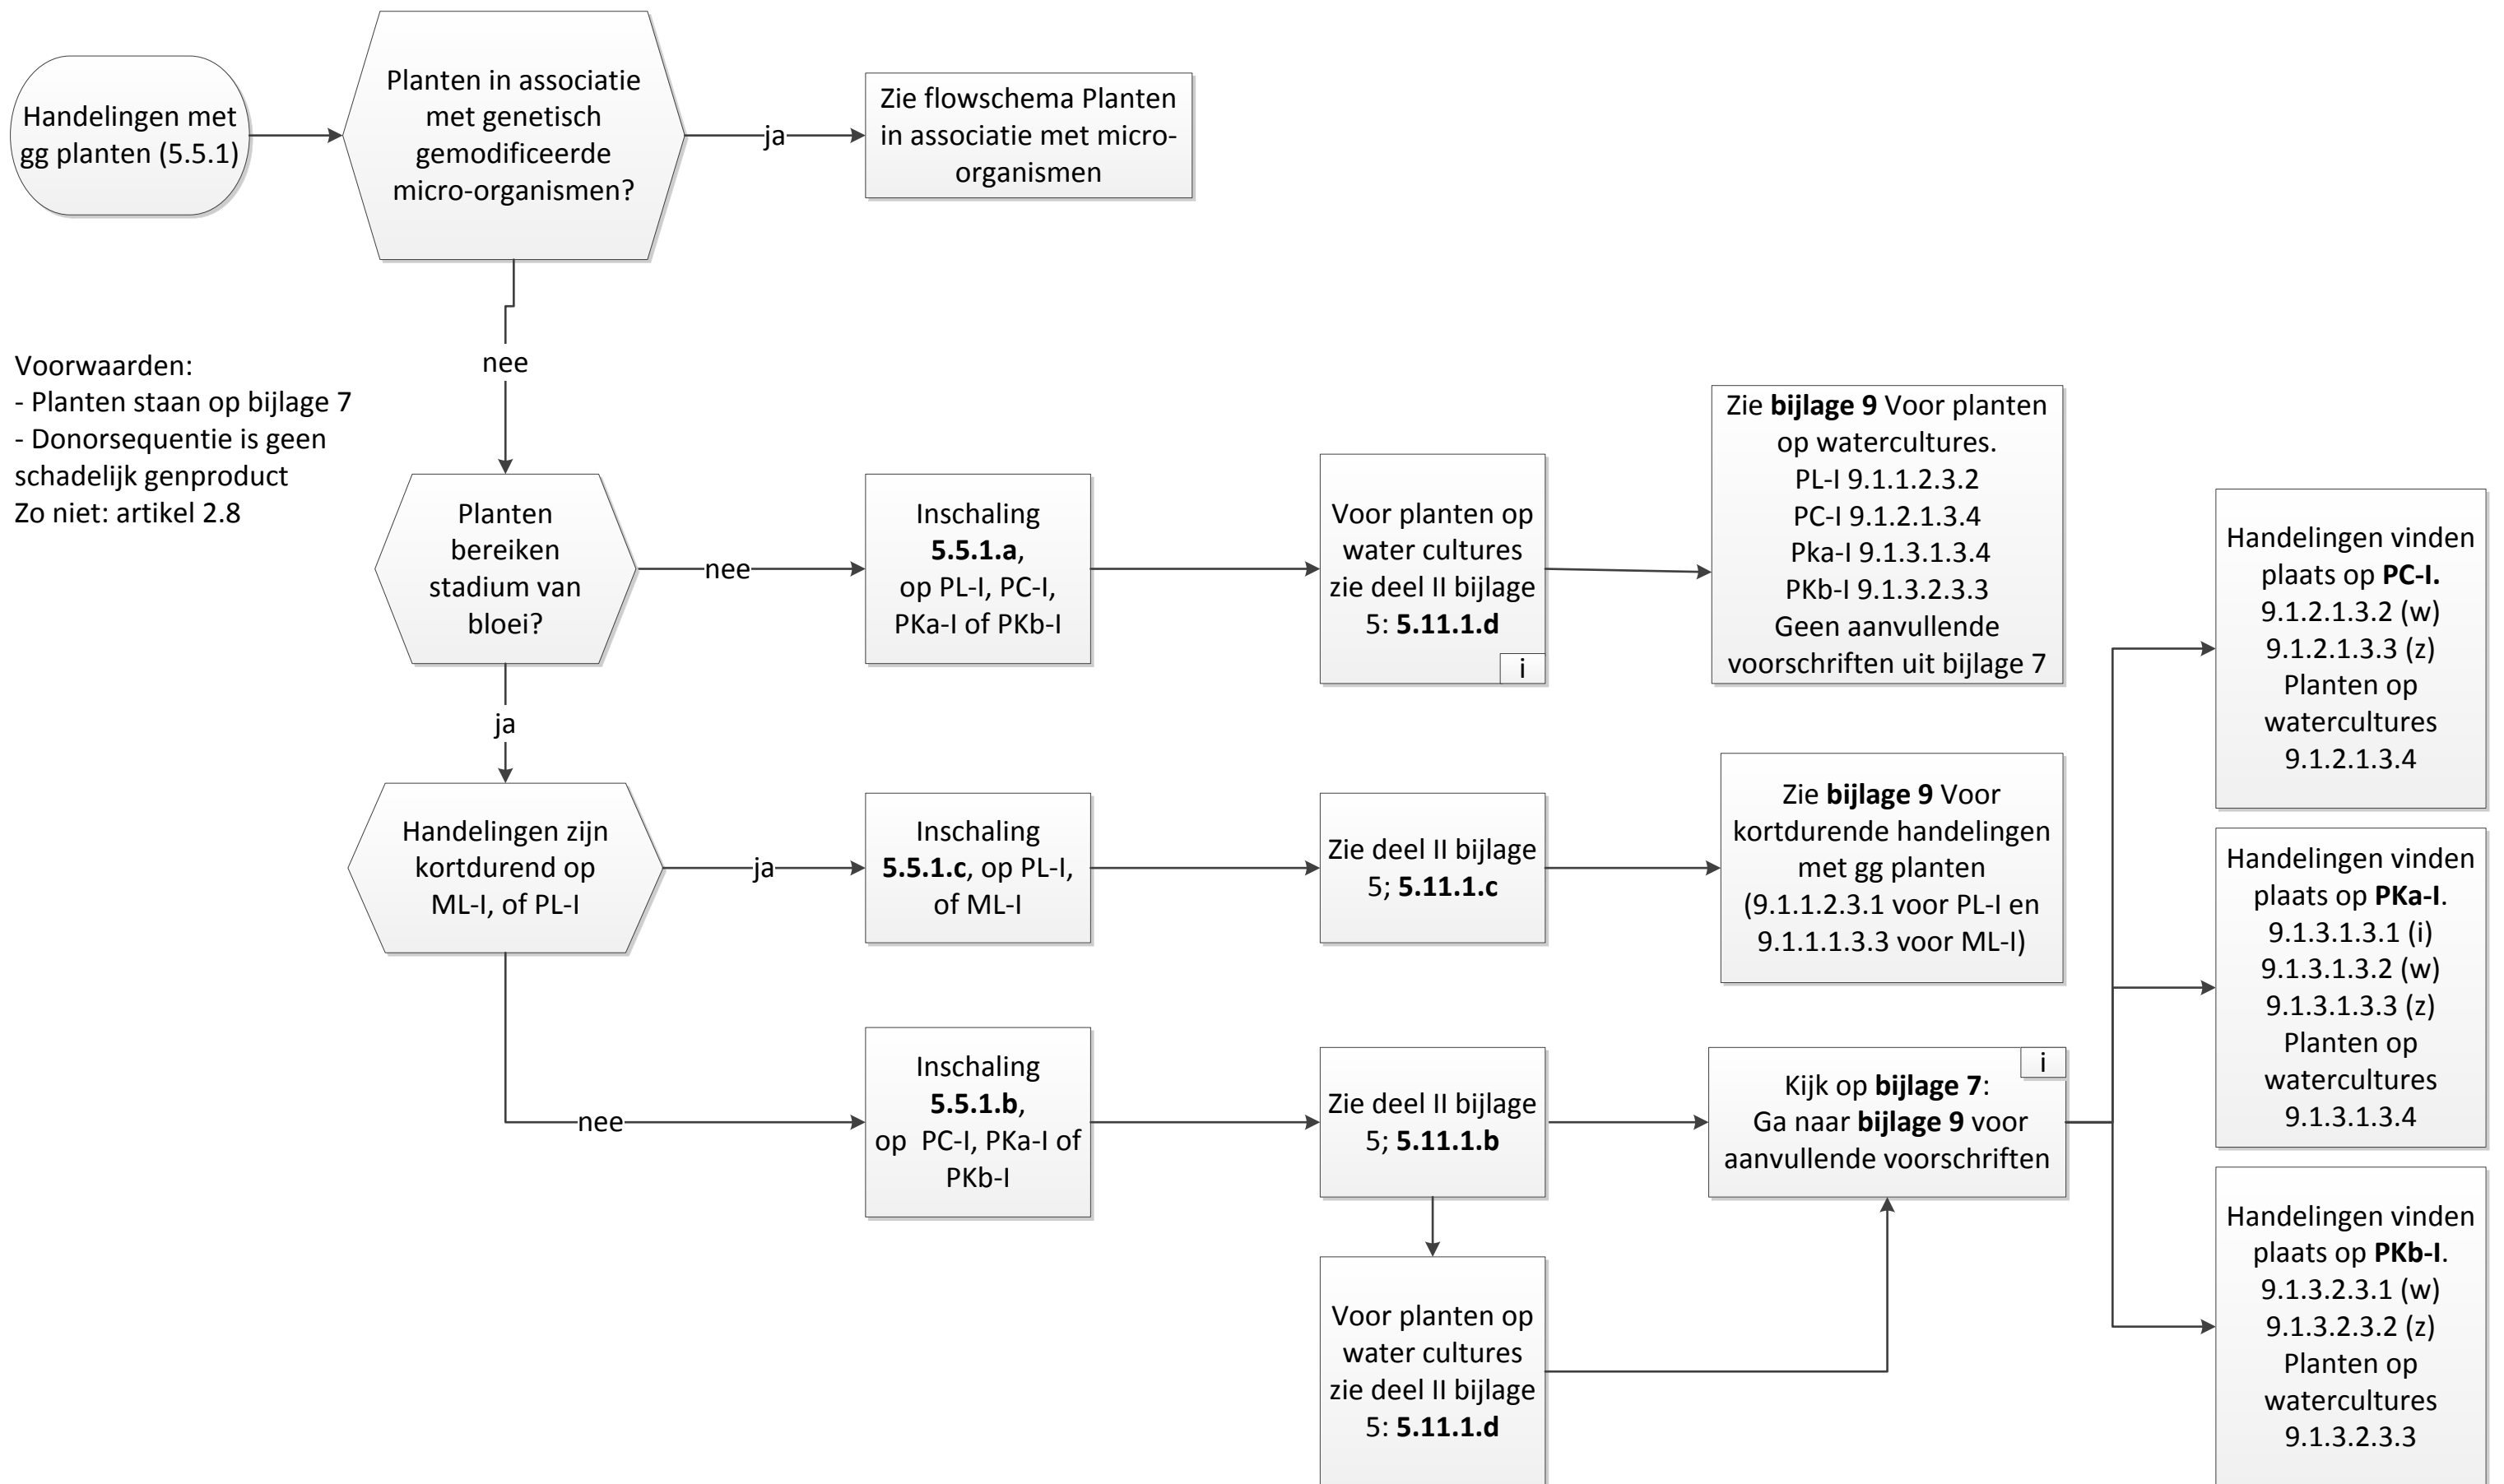 Handelingen met
gg planten (5.5.1)
Planten in associatie
met genetisch
gemodificeerde
micro-organismen?
ja
Zie flowschema Planten
in associatie met micro-
organismen
nee
Voorwaarden:
- Planten staan op bijlage 7
- Donorsequentie is geen
schadelijk genproduct
Zo niet: artikel 2.8
Planten
bereiken
stadium van
bloei?
nee
Inschaling
5.5.1.a,
op PL-I, PC-I,
PKa-I of PKb-I
Voor planten op
water cultures
zie deel II bijlage
5: 5.11.1.d
i
Zie bijlage 9 Voor planten
op watercultures.
PL-I 9.1.1.2.3.2
PC-I 9.1.2.1.3.4
Pka-I 9.1.3.1.3.4
PKb-I 9.1.3.2.3.3
Geen aanvullende
voorschriften uit bijlage 7
ja
Handelingen zijn
kortdurend op
ML-I, of PL-I
ja
Inschaling
5.5.1.c, op PL-I,
of ML-I
Zie deel II bijlage
5; 5.11.1.c
Zie bijlage 9 Voor
kortdurende handelingen
met gg planten
(9.1.1.2.3.1 voor PL-I en
9.1.1.1.3.3 voor ML-I)
nee
Inschaling
5.5.1.b,
op  PC-I, PKa-I of
PKb-I
Zie deel II bijlage
5; 5.11.1.b
Voor planten op
water cultures
zie deel II bijlage
5: 5.11.1.d
i
Kijk op bijlage 7:
Ga naar bijlage 9 voor
aanvullende voorschriften
Handelingen vinden
plaats op PC-I.
9.1.2.1.3.2 (w)
9.1.2.1.3.3 (z)
Planten op
watercultures
9.1.2.1.3.4
Handelingen vinden
plaats op PKa-I.
9.1.3.1.3.1 (i)
9.1.3.1.3.2 (w)
9.1.3.1.3.3 (z)
Planten op
watercultures
9.1.3.1.3.4
Handelingen vinden
plaats op PKb-I.
9.1.3.2.3.1 (w)
9.1.3.2.3.2 (z)
Planten op
watercultures
9.1.3.2.3.3